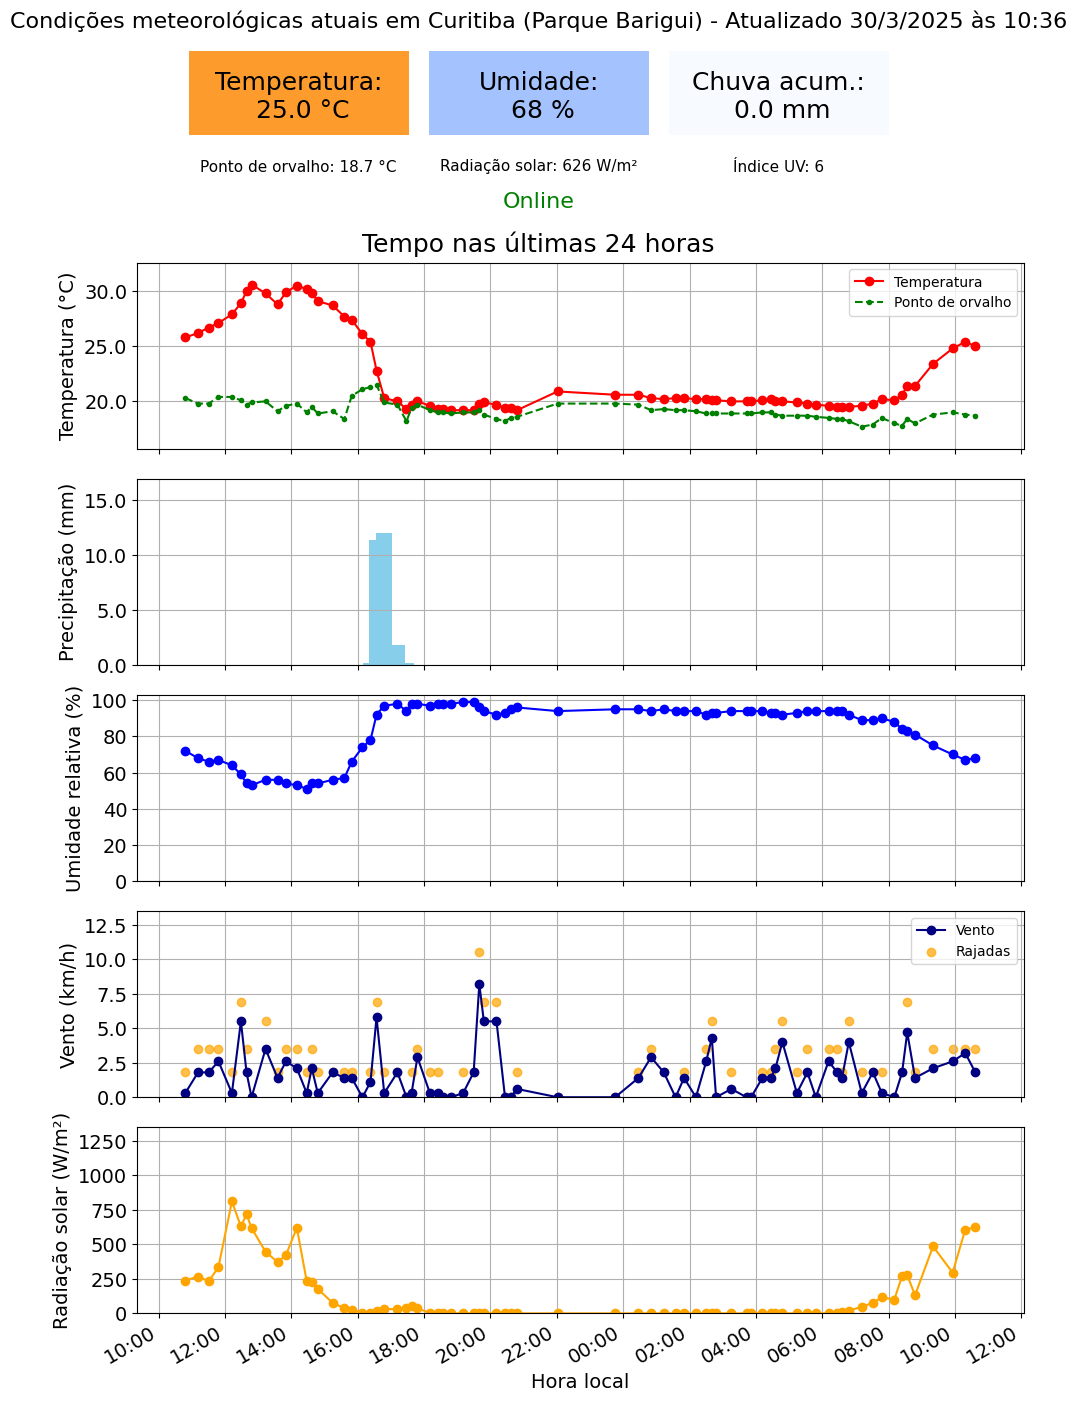 Condições meteorológicas atuais em Curitiba (Parque Barigui) - Atualizado 30/3/2025 às 10:36
Temperatura:
25.0 °C
Umidade:
68 %
Chuva acum.:
0.0 mm
Ponto de orvalho: 18.7 °C
Radiação solar: 626 W/m²
Índice UV: 6
Online
Tempo nas últimas 24 horas
Temperatura (°C)
30.0
25.0
20.0
Temperatura
Ponto de orvalho
Precipitação (mm)
15.0
10.0
5.0
0.0
Umidade relativa (%)
100
80
60
40
20
0
Vento (km/h)
12.5
10.0
7.5
5.0
2.5
0.0
Vento
Rajadas
Radiação solar (W/m²)
1250
1000
750
500
250
0
10:00
12:00
14:00
16:00
18:00
20:00
22:00
00:00
02:00
04:00
06:00
08:00
10:00
12:00
Hora local